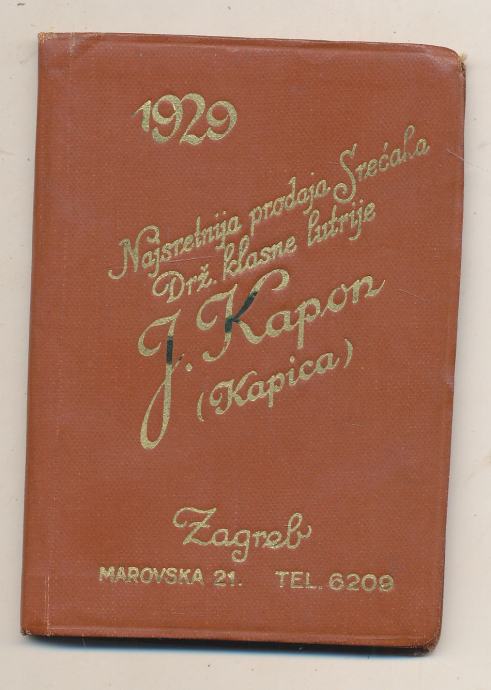 1929
Najsretnija prodaja Srećaka
Drž. klasne lutrije
J. Kapon
(Kapica)
Zagreb
MAROVSKA 21. TEL. 6209